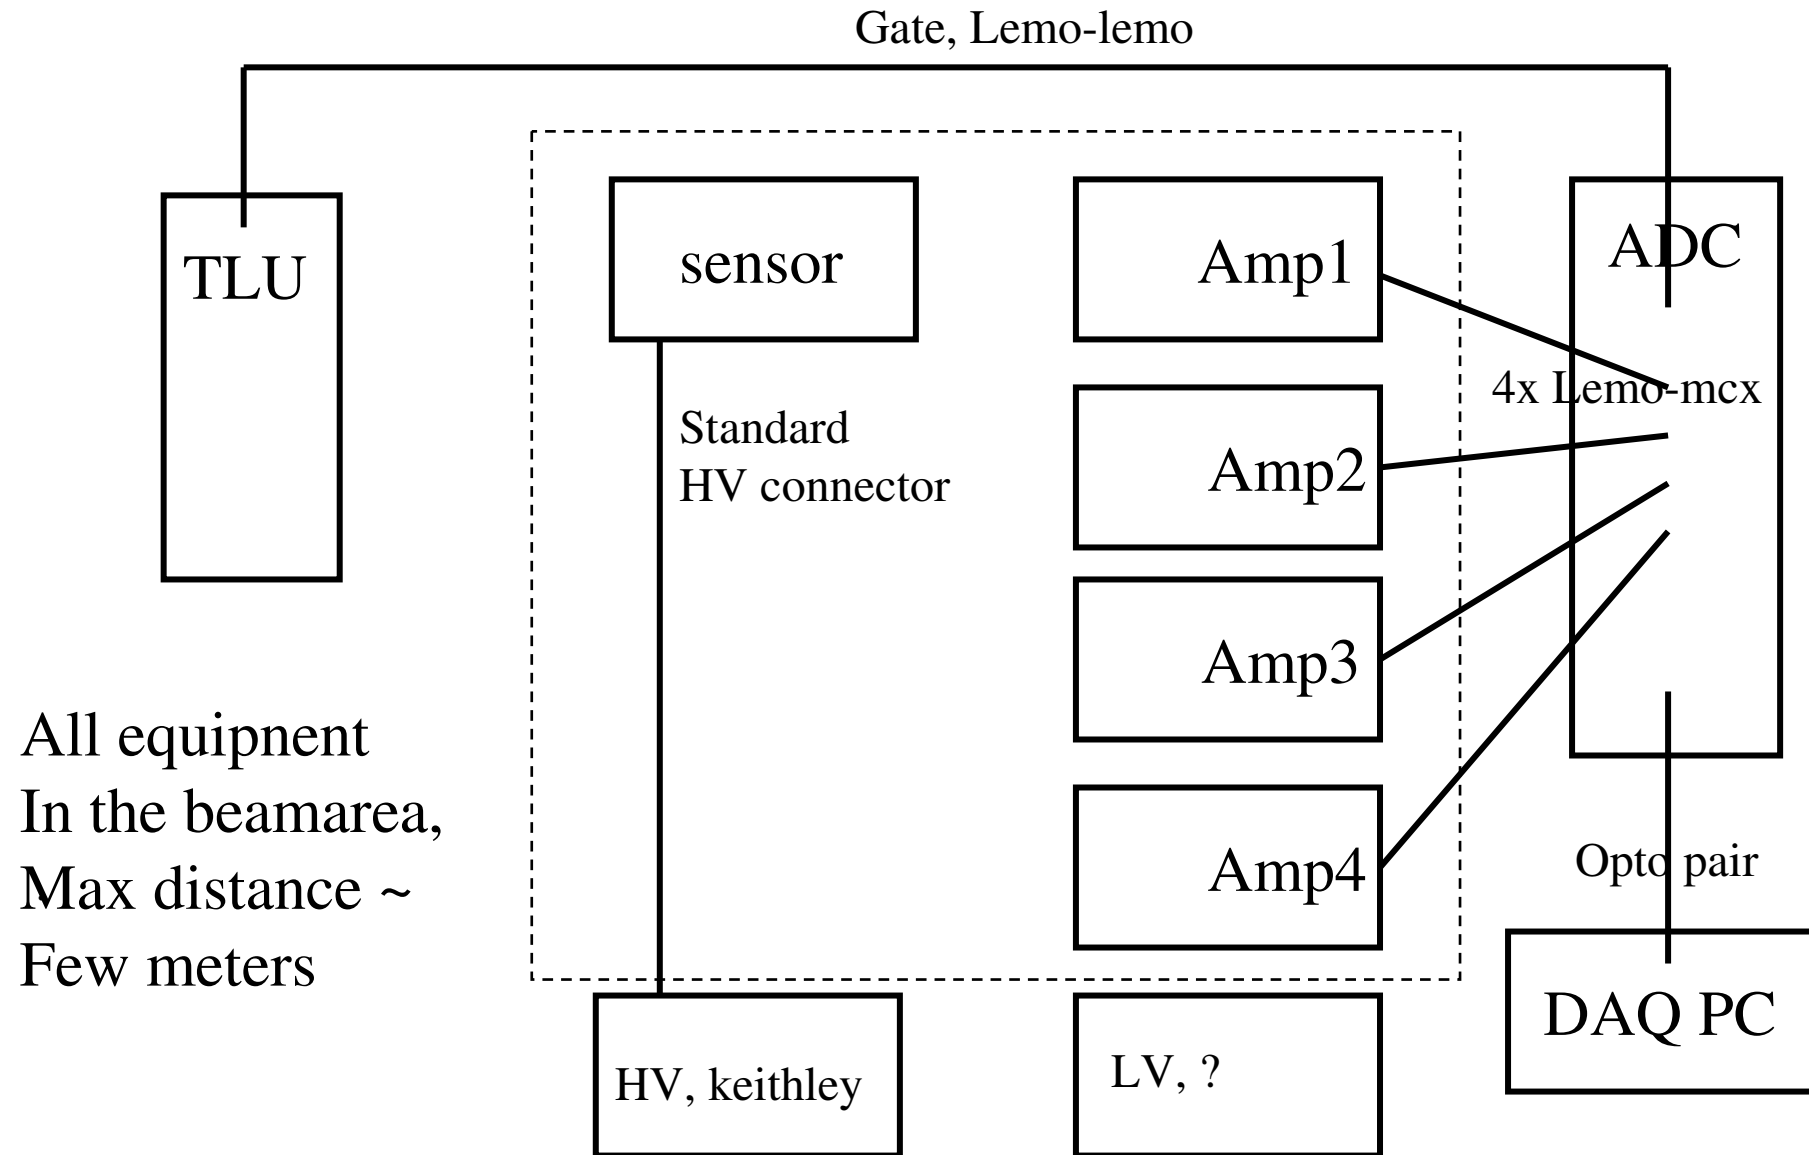 Gate, Lemo-lemo
TLU
sensor
Amp1
ADC
4x Lemo-mcx
Standard
HV connector
Amp2
Amp3
All equipnent
In the beamarea,
Max distance ~
Few meters
Amp4
Opto pair
DAQ PC
HV, keithley
LV, ?